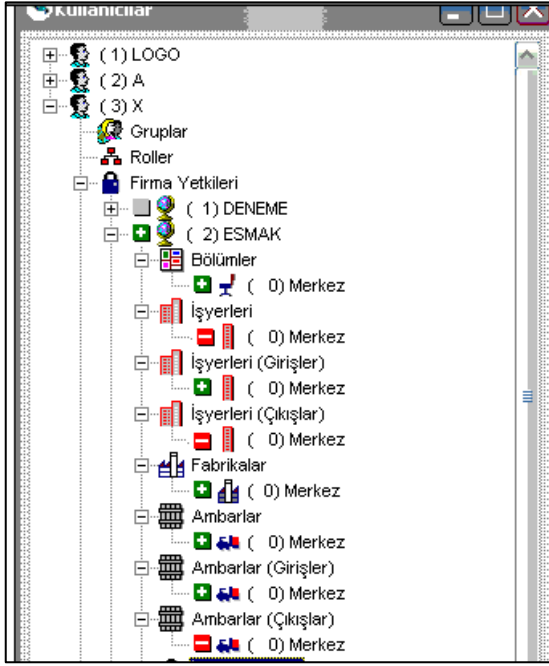 Kullanıcılar
( 1) LOGO
( 2) A
( 3) X
Gruplar
Roller
Firma Yetkileri
( 1) DENEME
( 2) ESMAK
Bölümler
( 0) Merkez
İşyerleri
( 0) Merkez
İşyerleri (Girişler)
( 0) Merkez
İşyerleri (Çıkışlar)
( 0) Merkez
Fabrikalar
( 0) Merkez
Ambarlar
( 0) Merkez
Ambarlar (Girişler)
( 0) Merkez
Ambarlar (Çıkışlar)
( 0) Merkez